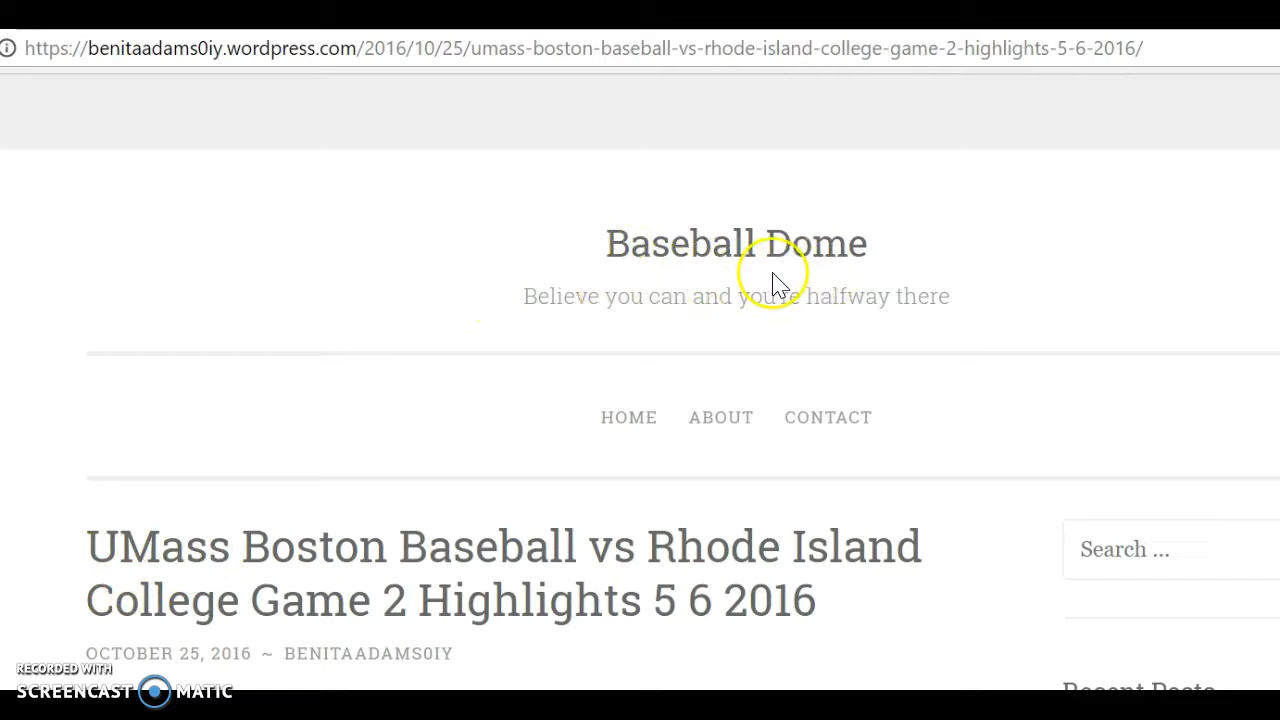 https://benitaadams0iy.wordpress.com/2016/10/25/umass-boston-baseball-vs-rhode-island-college-game-2-highlights-5-6-2016/
Baseball Dome
Believe you can and you're halfway there
HOME ABOUT CONTACT
UMass Boston Baseball vs Rhode Island
College Game 2 Highlights 5 6 2016
Search ...
OCTOBER 25, 2016 ~ BENITAADAMS0IY
Recent Posts
RECORDED WITH
SCREENCAST MATIC